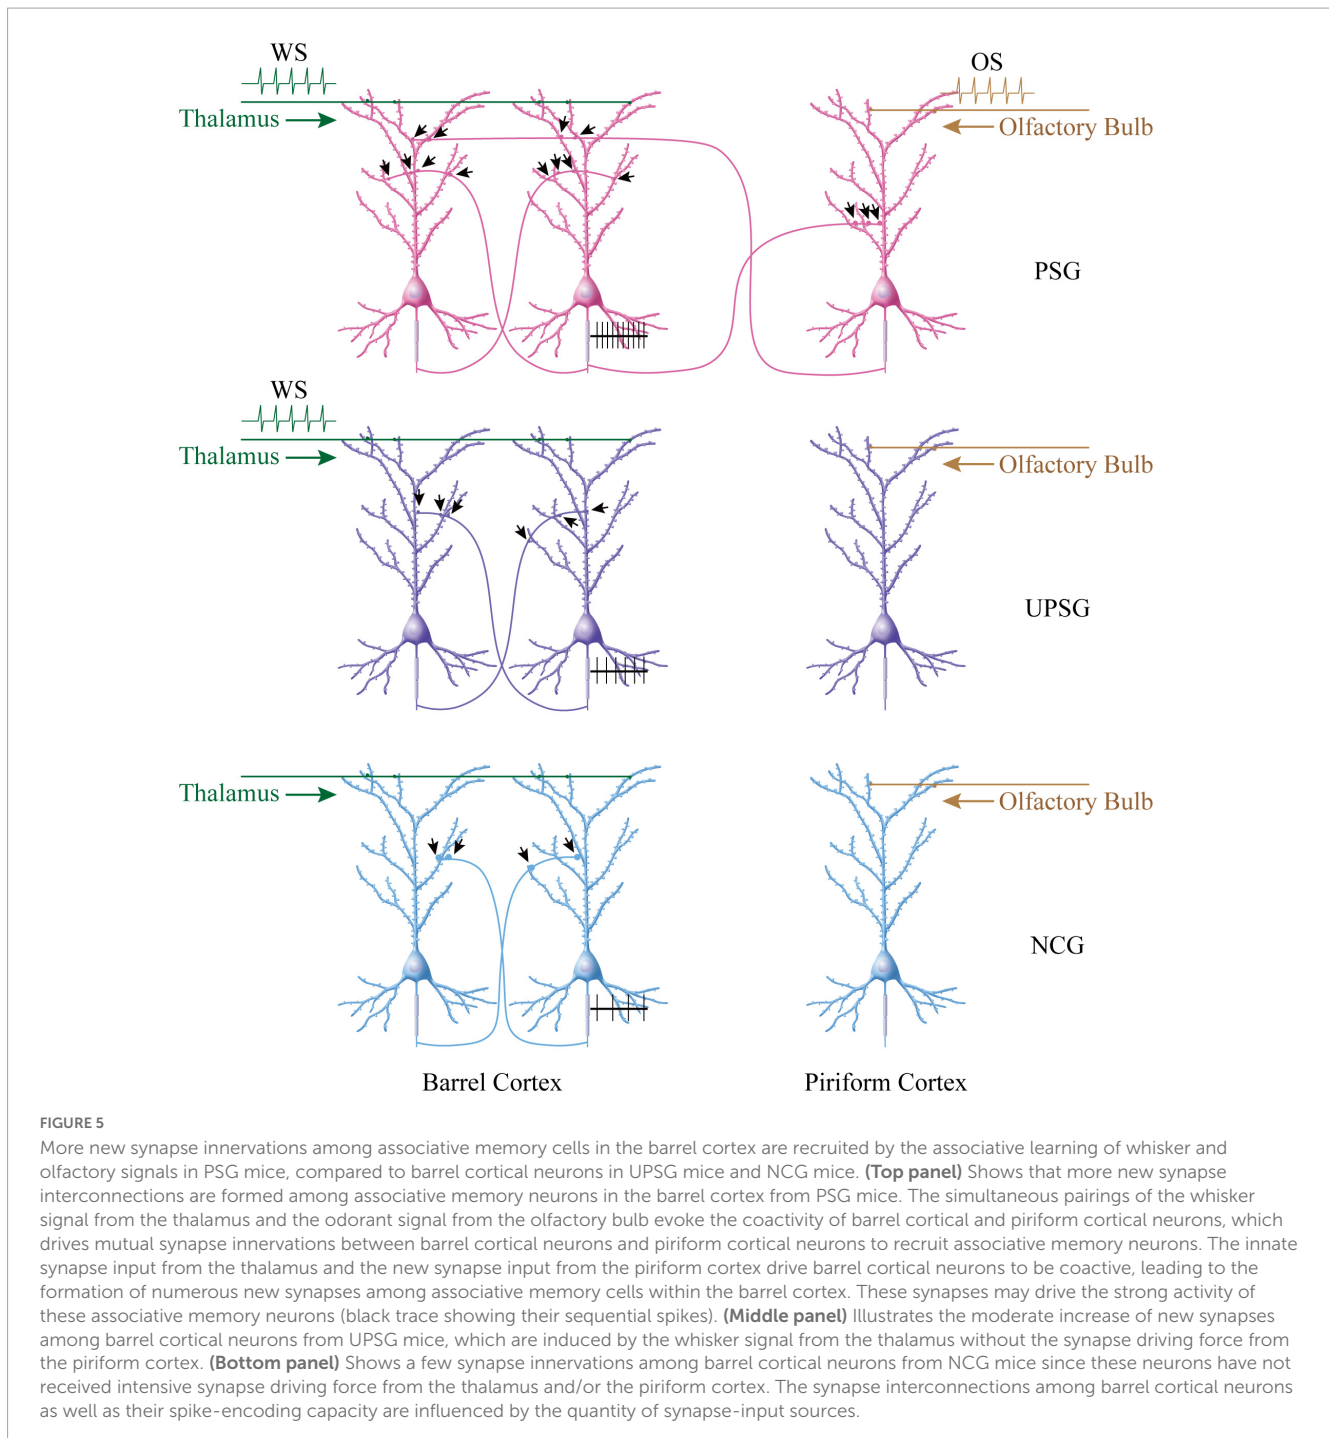 WS
OS
Thalamus
Olfactory Bulb
PSG
WS
Thalamus
Olfactory Bulb
UPSG
Thalamus
Olfactory Bulb
NCG
Barrel Cortex
Piriform Cortex
FIGURE 5
More new synapse innervations among associative memory cells in the barrel cortex are recruited by the associative learning of whisker and
olfactory signals in PSG mice, compared to barrel cortical neurons in UPSG mice and NCG mice. (Top panel) Shows that more new synapse
interconnections are formed among associative memory neurons in the barrel cortex from PSG mice. The simultaneous pairings of the whisker
signal from the thalamus and the odorant signal from the olfactory bulb evoke the coactivity of barrel cortical and piriform cortical neurons, which
drives mutual synapse innervations between barrel cortical neurons and piriform cortical neurons to recruit associative memory neurons. The innate
synapse input from the thalamus and the new synapse input from the piriform cortex drive barrel cortical neurons to be coactive, leading to the
formation of numerous new synapses among associative memory cells within the barrel cortex. These synapses may drive the strong activity of
these associative memory neurons (black trace showing their sequential spikes). (Middle panel) Illustrates the moderate increase of new synapses
among barrel cortical neurons from UPSG mice, which are induced by the whisker signal from the thalamus without the synapse driving force from
the piriform cortex. (Bottom panel) Shows a few synapse innervations among barrel cortical neurons from NCG mice since these neurons have not
received intensive synapse driving force from the thalamus and/or the piriform cortex. The synapse interconnections among barrel cortical neurons
as well as their spike-encoding capacity are influenced by the quantity of synapse-input sources.